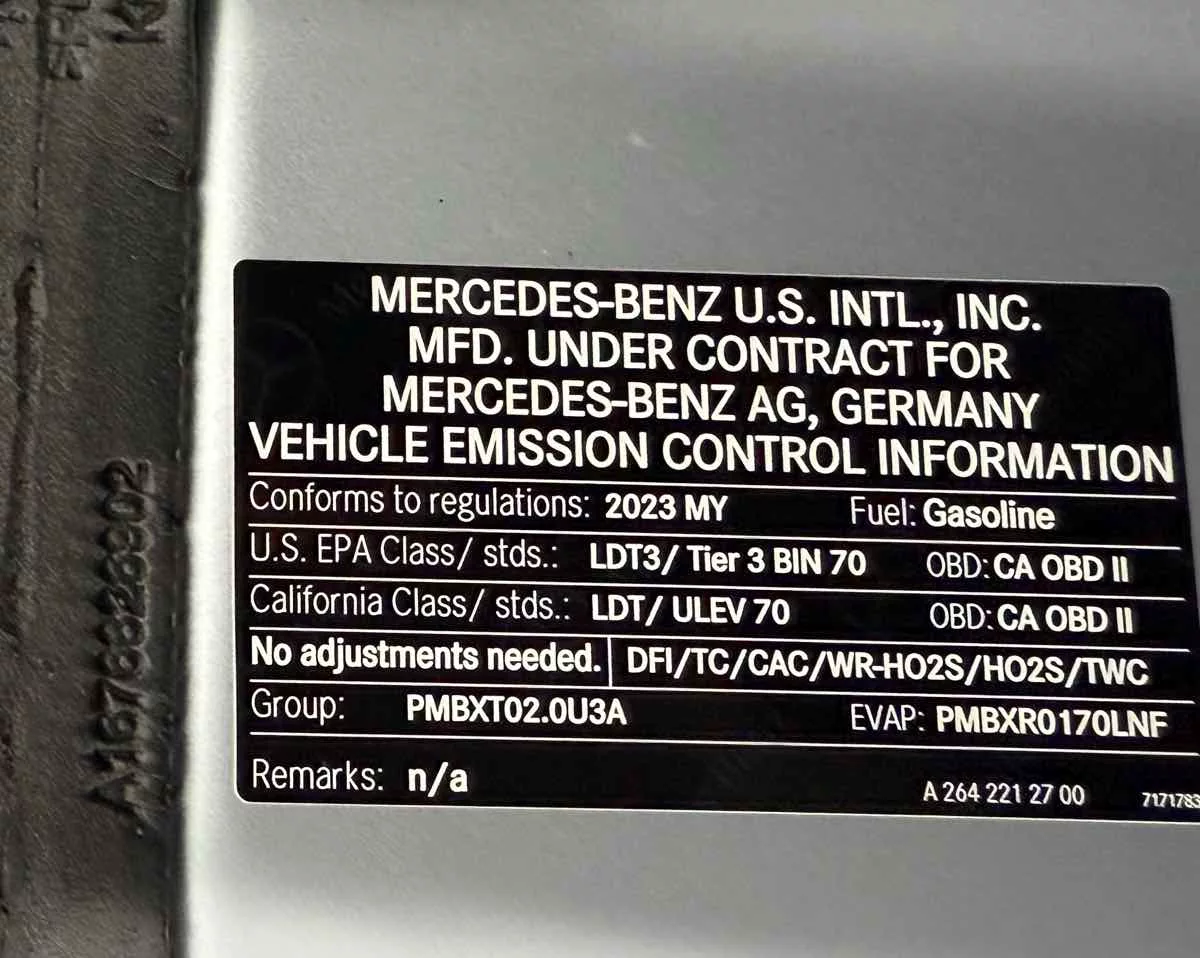 MERCEDES-BENZ U.S. INTL., INC.
MFD. UNDER CONTRACT FOR
MERCEDES-BENZ AG, GERMANY
VEHICLE EMISSION CONTROL INFORMATION
Conforms to regulations: 2023 MY Fuel: Gasoline
U.S. EPA Class/ stds.: LDT3/ Tier 3 BIN 70 OBD: CA OBD II
California Class/ stds.: LDT/ ULEV 70 OBD: CA OBD II
No adjustments needed. DFI/TC/CAC/WR-HO2S/HO2S/TWC
Group: PMBXT02.0U3A EVAP: PMBXR0170LNF
Remarks: n/a
A 264 221 27 00 7171783